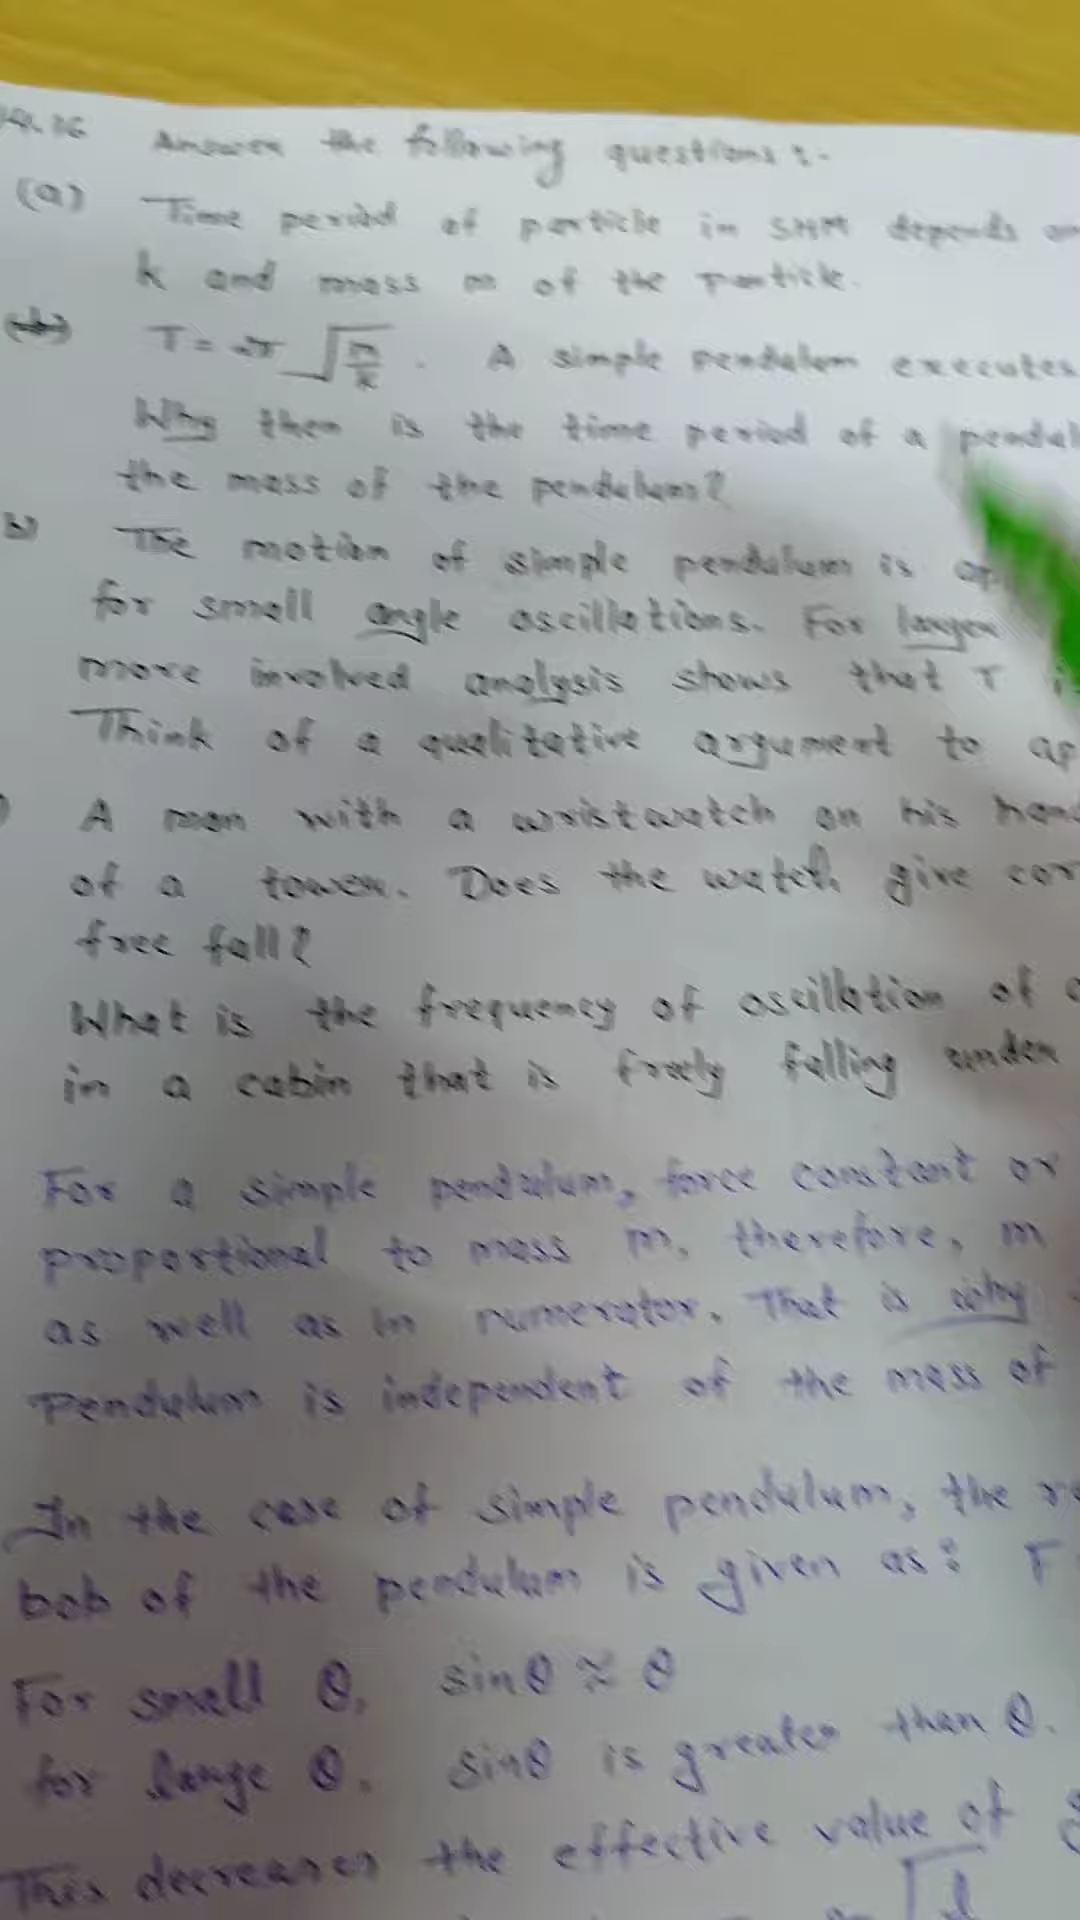 14.16 Answer the following questions :-
(a) Time period of particle in SHM depends on
k and mass m of the particle.
T = 2π √m/k . A simple pendulum executes
Why then is the time period of a pendul
the mass of the pendulum?
b) The motion of simple pendulum is ap
for small angle oscillations. For larger
more involved analysis shows that T is
Think of a qualitative argument to ap
A man with a wristwatch on his hand
of a tower. Does the watch give cor
free fall?
What is the frequency of oscillation of a
in a cabin that is freely falling under
For a simple pendulum, force constant or
proportional to mass m, therefore, m
as well as in numerator. That is why
Pendulum is independent of the mass of
In the case of simple pendulum, the re
bob of the pendulum is given as: F
For small θ, sinθ ≈ θ
for large θ, sinθ is greater than θ.
This decreases the effective value of g
l